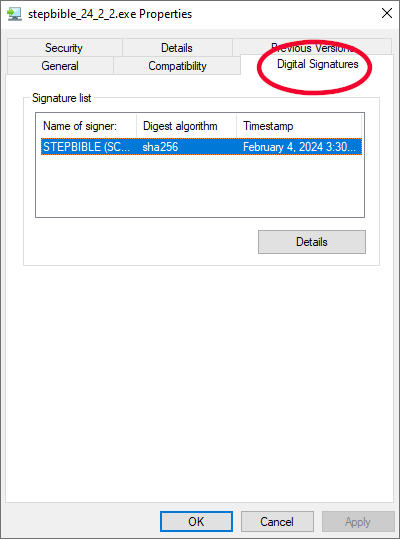 stepbible_24_2_2.exe Properties
Security Details Previous Versions
General Compatibility Digital Signatures
Signature list
Name of signer: Digest algorithm Timestamp
STEPBIBLE (SC... sha256 February 4, 2024 3:30...
Details
OK Cancel Apply